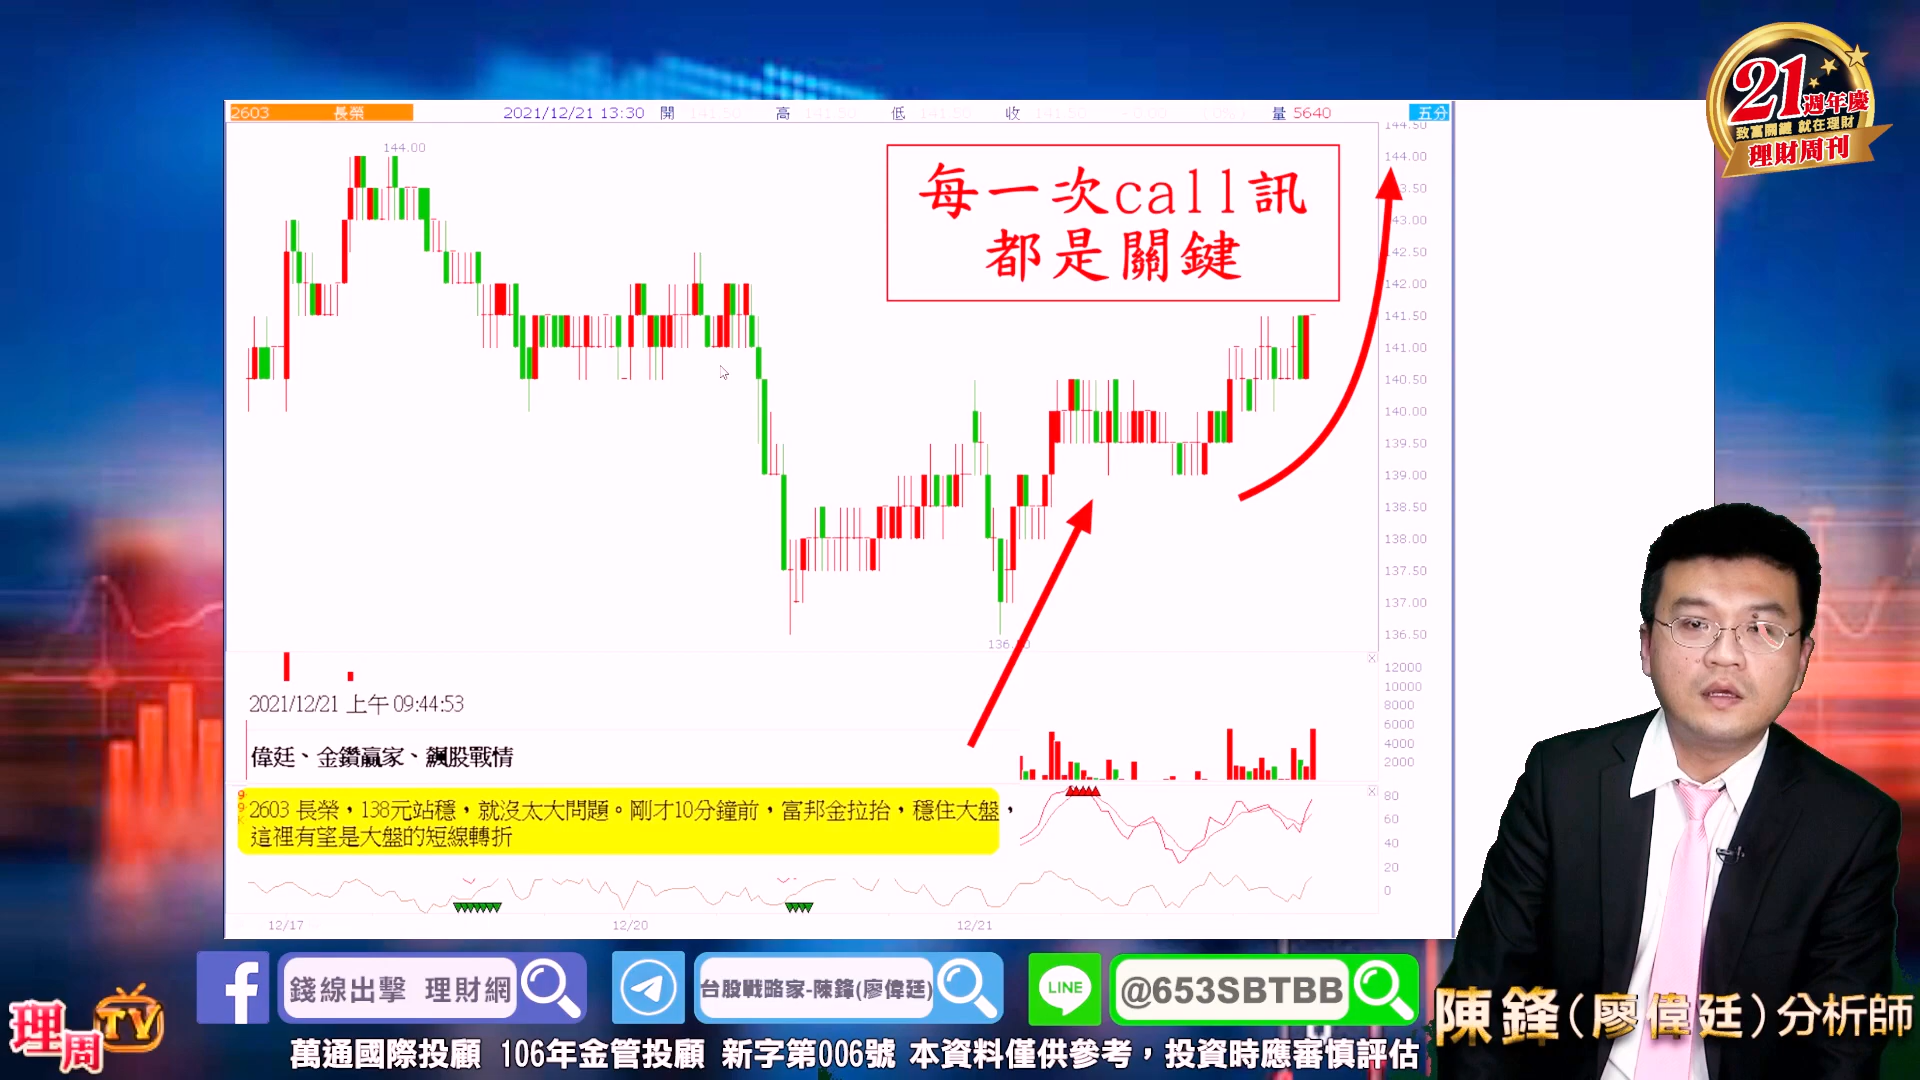 21週年慶
致富關鍵 就在理財
理財周刊
2603 長榮 2021/12/21 13:30 開 141.50 高 141.50 低 141.50 收 141.50 量 5640 五分
144.00
每一次call訊
都是關鍵
144.50
144.00
143.50
143.00
142.50
142.00
141.50
141.00
140.50
140.00
139.50
139.00
138.50
138.00
137.50
137.00
136.50
12000
10000
8000
6000
4000
2000
2021/12/21 上午 09:44:53
偉廷、金鑽贏家、飆股戰情
2603 長榮，138元站穩，就沒太大問題。剛才10分鐘前，富邦金拉抬，穩住大盤，
這裡有望是大盤的短線轉折
80
60
40
20
0
12/17 12/20 12/21
錢線出擊 理財網
台股戰略家-陳鋒(廖偉廷)
LINE
@653SBTBB
陳鋒(廖偉廷)分析師
理周TV
萬通國際投顧 106年金管投顧 新字第006號 本資料僅供參考，投資時應審慎評估